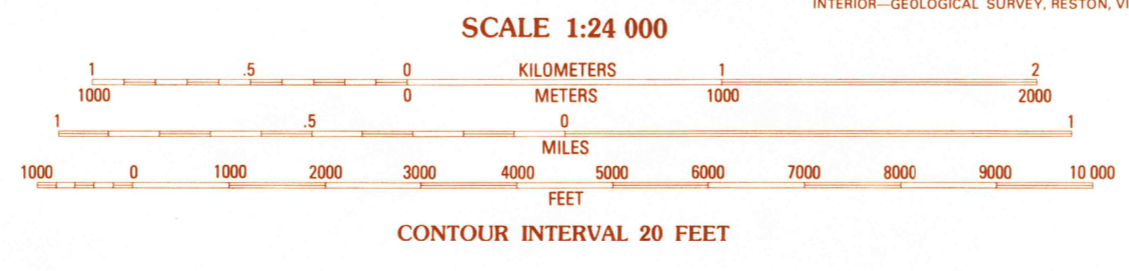 INTERIOR—GEOLOGICAL SURVEY, RESTON, VI
SCALE 1:24 000
1 .5 0 KILOMETERS 1 2
1000 0 METERS 1000 2000
1 .5 0 1
MILES
1000 0 1000 2000 3000 4000 5000 6000 7000 8000 9000 10 000
FEET
CONTOUR INTERVAL 20 FEET